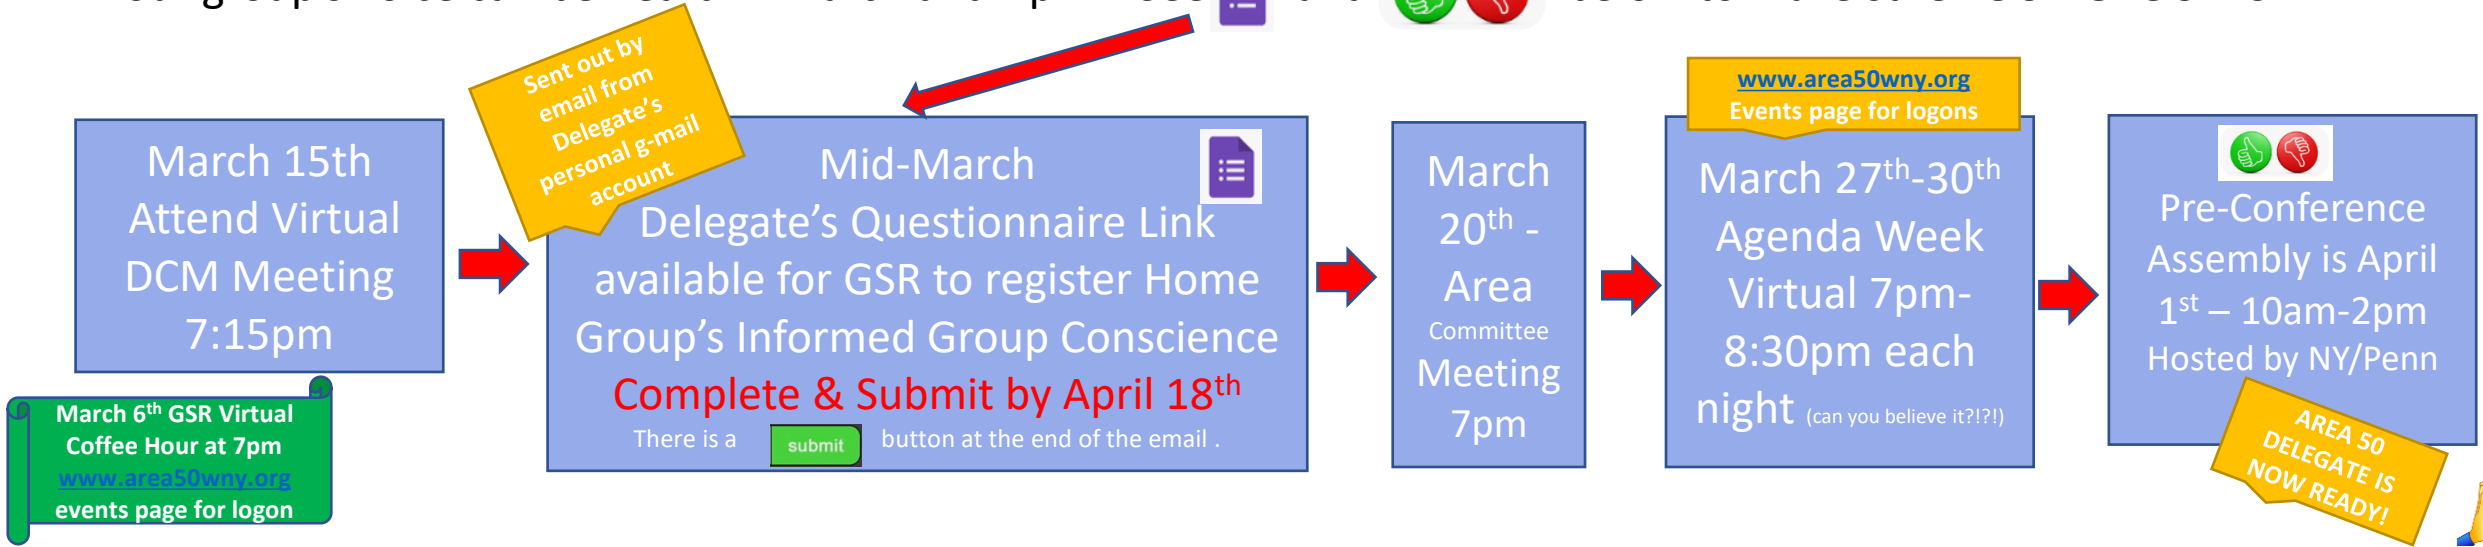 Sent out by
email from
Delegate's
personal g-mail
account
www.area50wny.org
Events page for logons
March 15th
Attend Virtual
DCM Meeting
7:15pm
March 6th GSR Virtual
Coffee Hour at 7pm
www.area50wny.org
events page for logon
Mid-March
Delegate's Questionnaire Link
available for GSR to register Home
Group's Informed Group Conscience
Complete & Submit by April 18th
There is a submit button at the end of the email .
March
20th -
Area
Committee
Meeting
7pm
March 27th-30th
Agenda Week
Virtual 7pm-
8:30pm each
night (can you believe it?!?!)
Pre-Conference
Assembly is April
1st – 10am-2pm
Hosted by NY/Penn
AREA 50
DELEGATE IS
NOW READY!